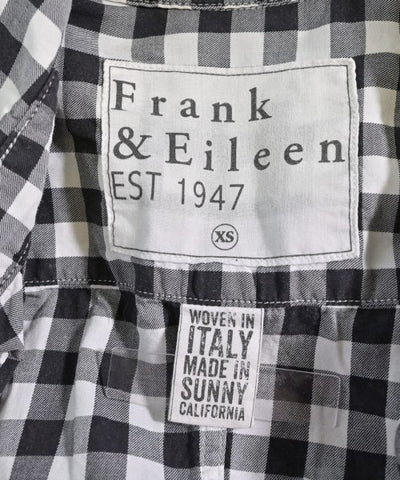 Frank
& Eileen
EST 1947
XS
WOVEN IN
ITALY
MADE IN
SUNNY
CALIFORNIA